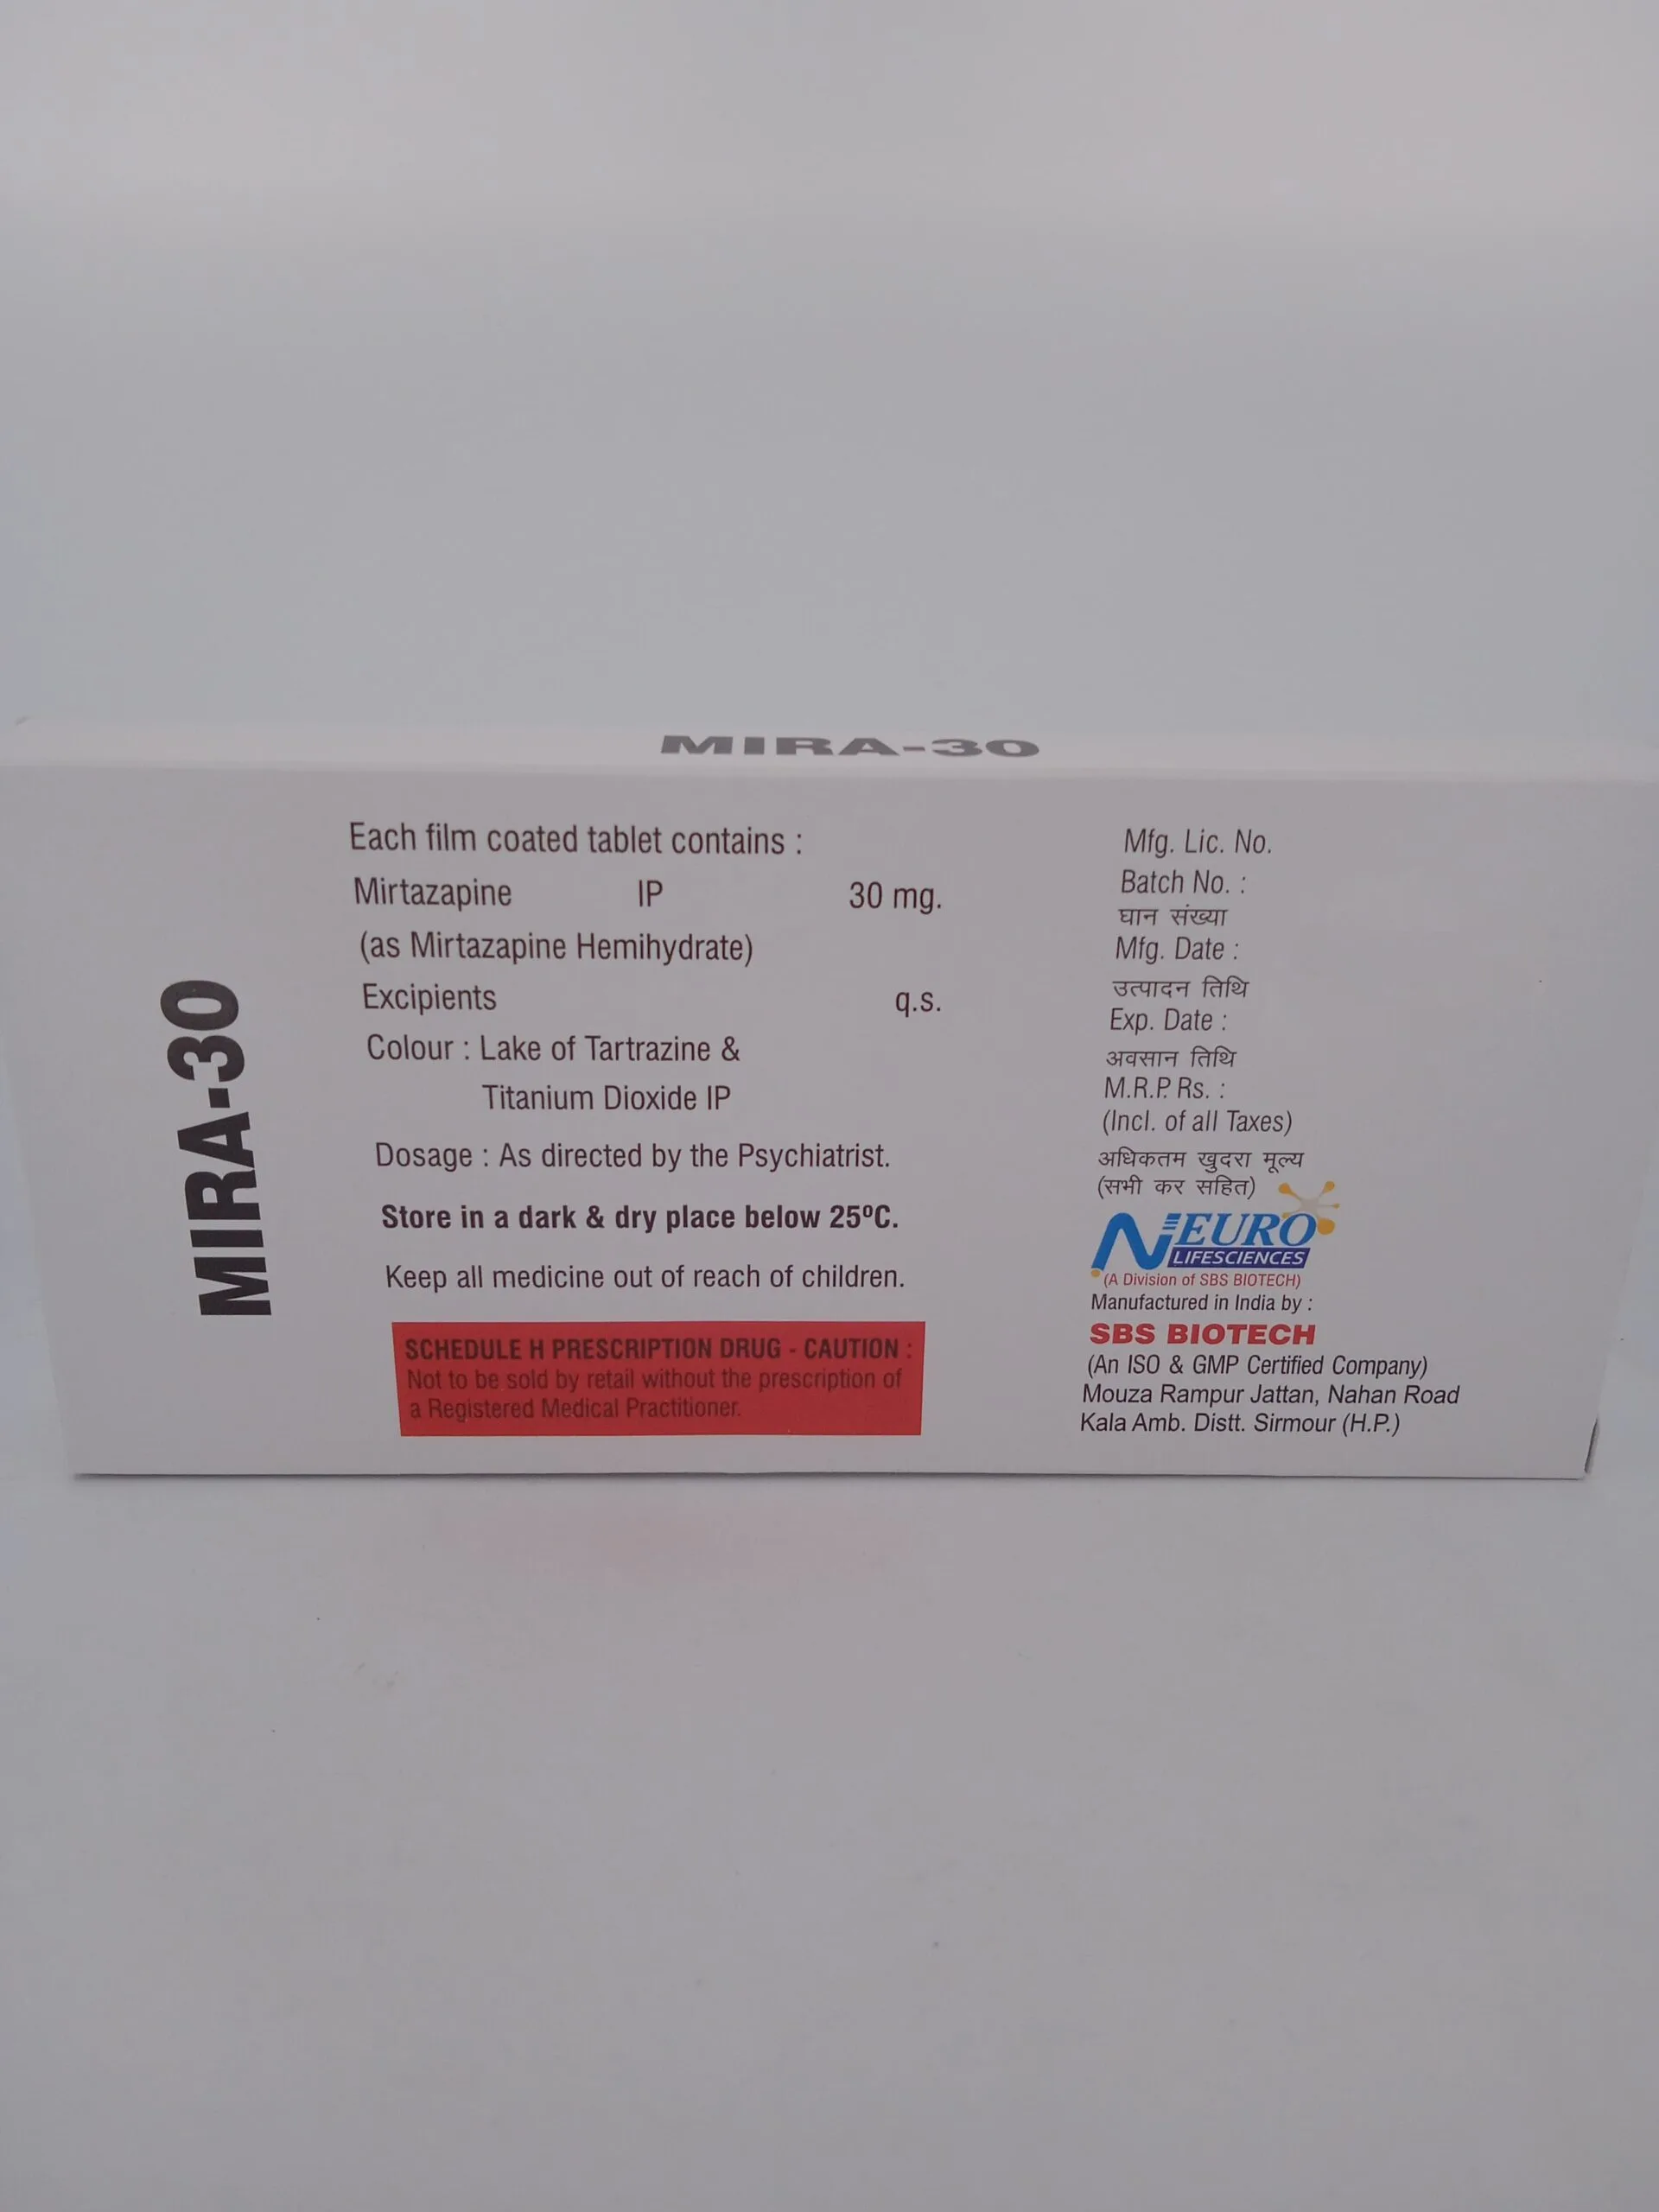 MIRA-30
MIRA-30
Each film coated tablet contains :
Mirtazapine IP 30 mg.
(as Mirtazapine Hemihydrate)
Excipients q.s.
Colour : Lake of Tartrazine &
Titanium Dioxide IP
Dosage : As directed by the Psychiatrist.
Store in a dark & dry place below 25ºC.
Keep all medicine out of reach of children.
SCHEDULE H PRESCRIPTION DRUG - CAUTION :
Not to be sold by retail without the prescription of
a Registered Medical Practitioner.
Mfg. Lic. No.
Batch No. :
घान संख्या
Mfg. Date :
उत्पादन तिथि
Exp. Date :
अवसान तिथि
M.R.P. Rs. :
(Incl. of all Taxes)
अधिकतम खुदरा मूल्य
(सभी कर सहित)
NEURO
LIFESCIENCES
(A Division of SBS BIOTECH)
Manufactured in India by :
SBS BIOTECH
(An ISO & GMP Certified Company)
Mouza Rampur Jattan, Nahan Road
Kala Amb. Distt. Sirmour (H.P.)